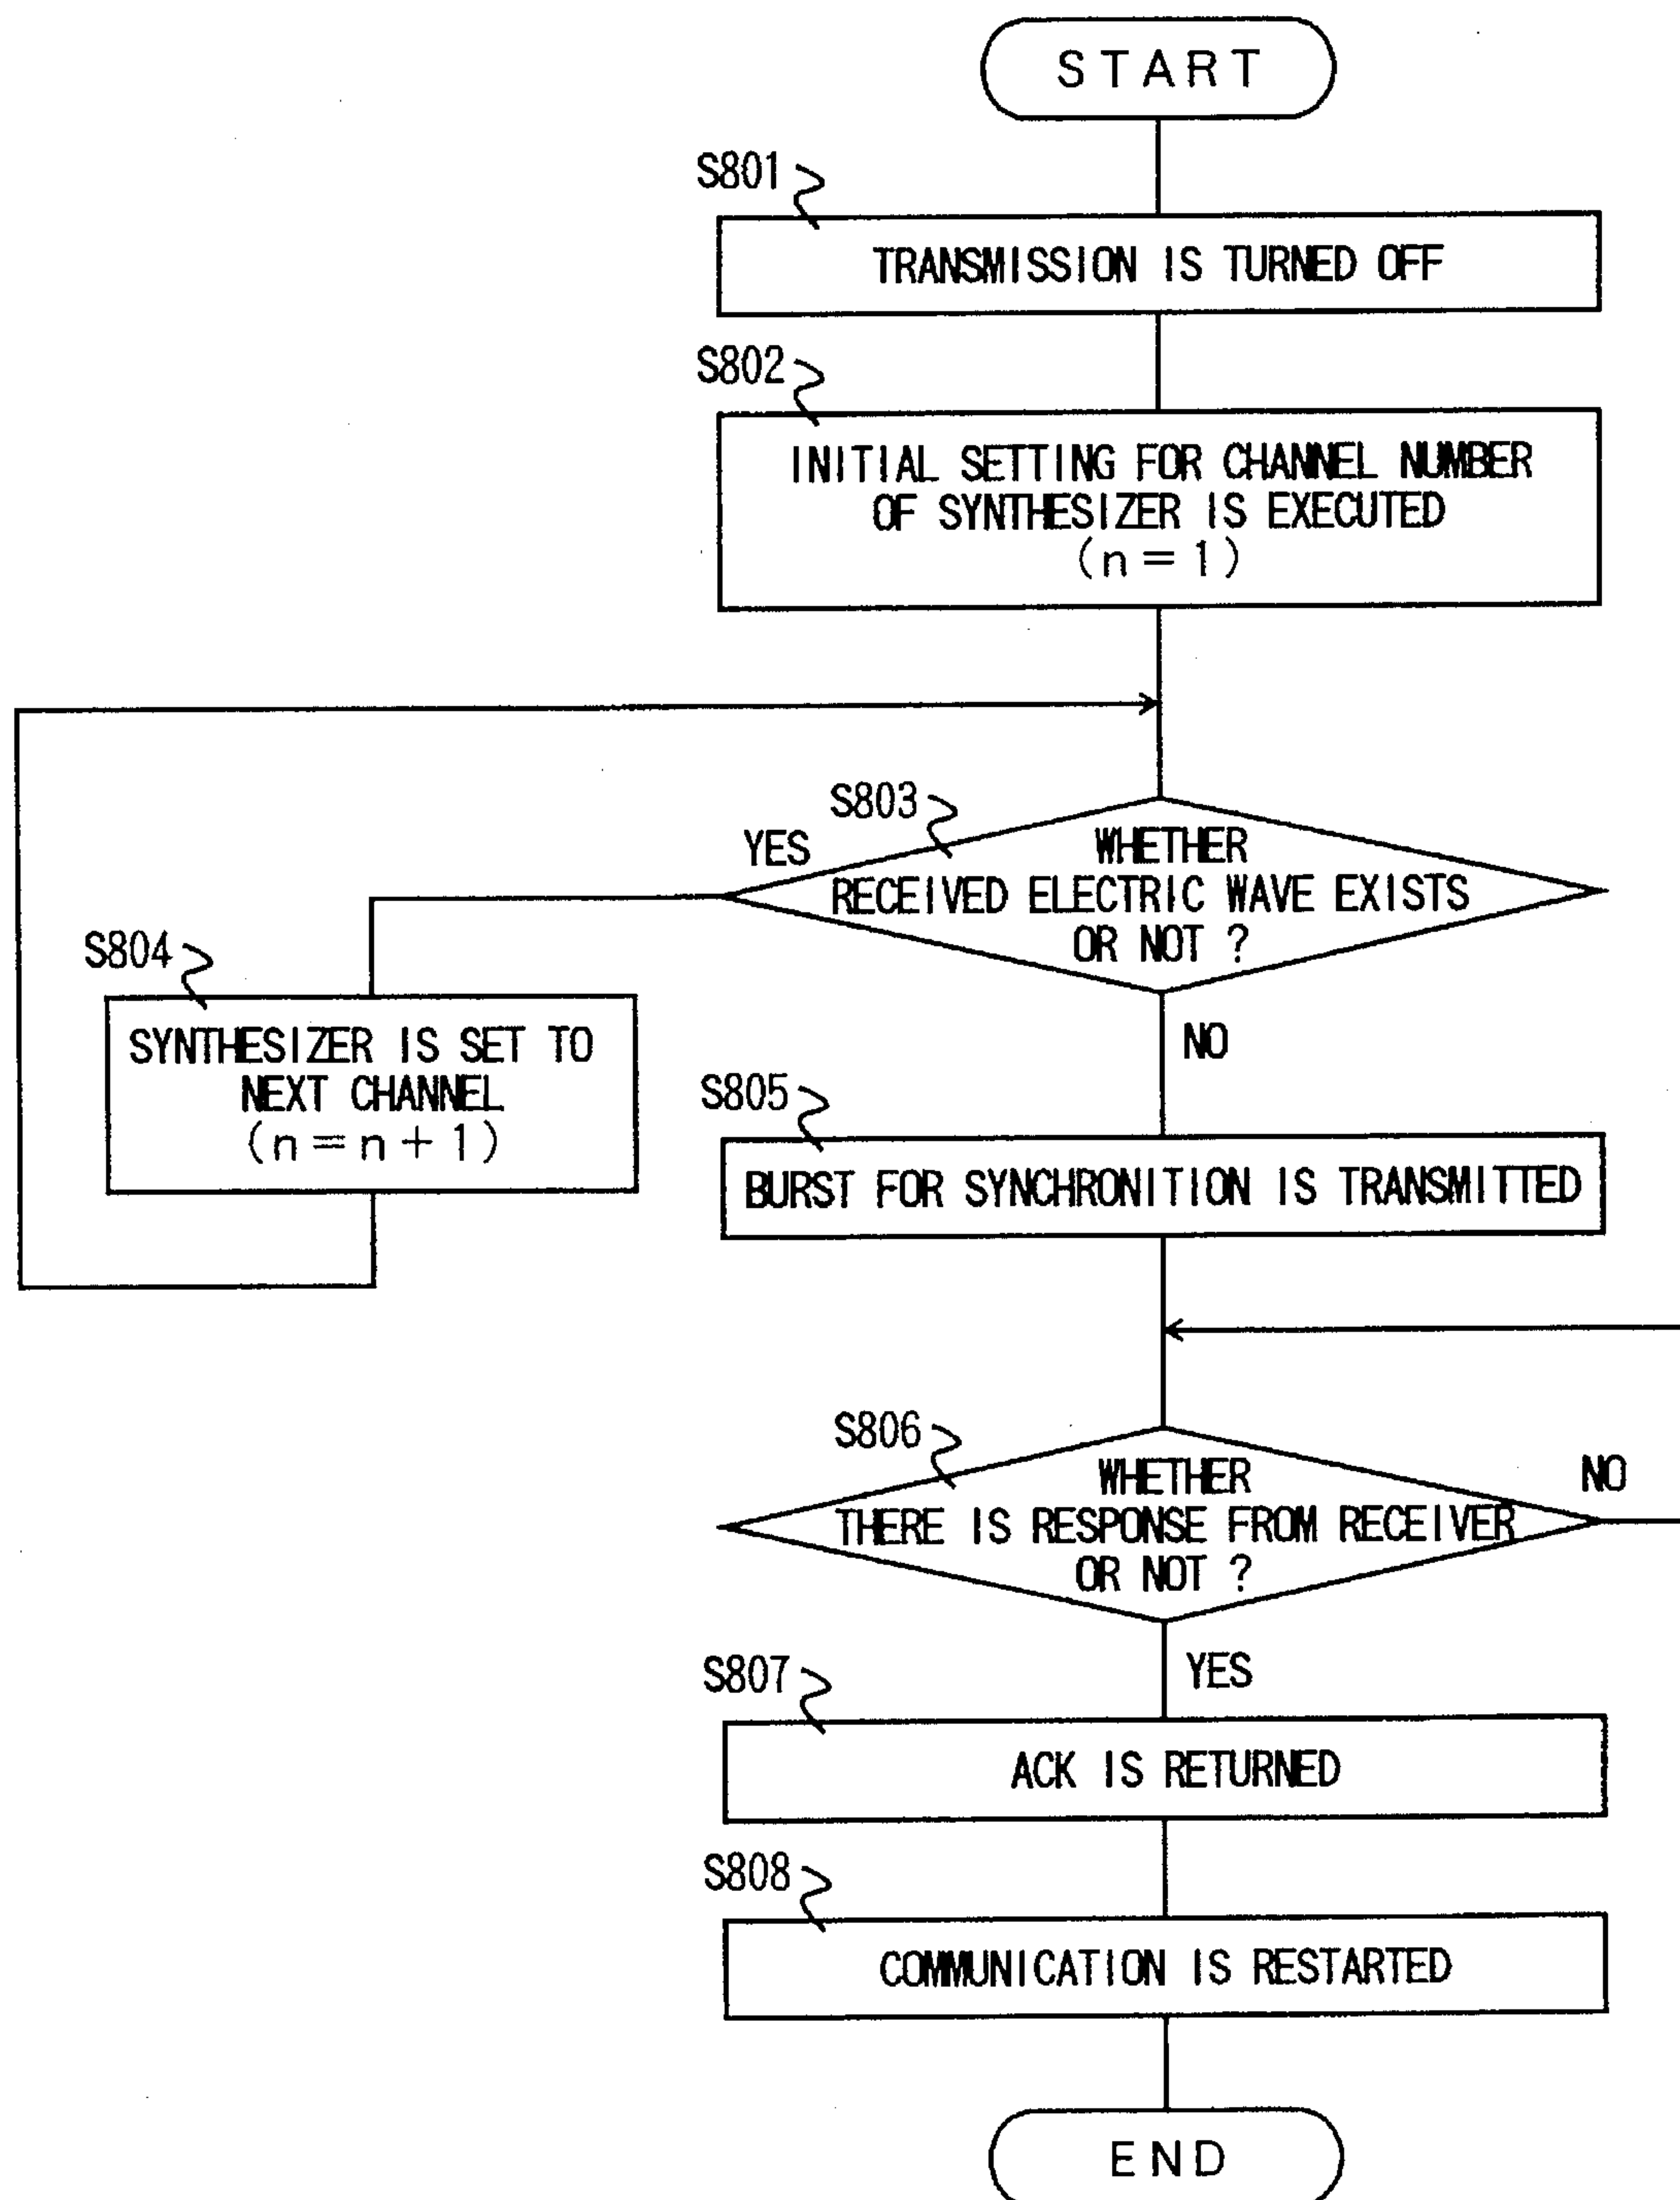 START
S801
TRANSMISSION IS TURNED OFF
S802
INITIAL SETTING FOR CHANNEL NUMBER
OF SYNTHESIZER IS EXECUTED
(n=1)
S803
YES
WHETHER
RECEIVED ELECTRIC WAVE EXISTS
OR NOT ?
NO
S804
SYNTHESIZER IS SET TO
NEXT CHANNEL
(n=n+1)
S805
BURST FOR SYNCHRONITION IS TRANSMITTED
S806
WHETHER
THERE IS RESPONSE FROM RECEIVER
OR NOT ?
NO
YES
S807
ACK IS RETURNED
S808
COMMUNICATION IS RESTARTED
END